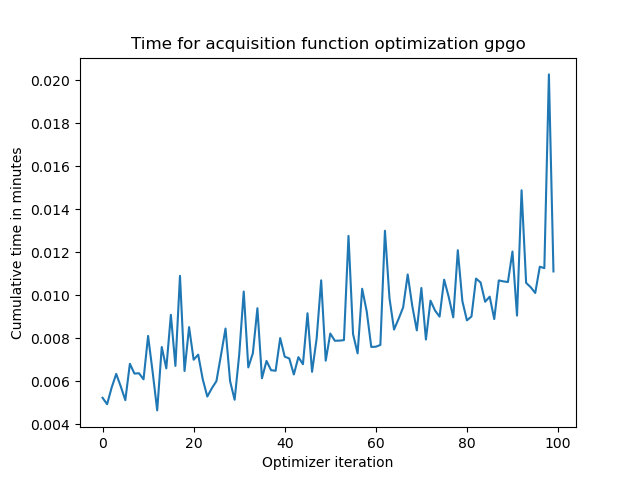 Time for acquisition function optimization gpgo
Cumulative time in minutes
0.020
0.018
0.016
0.014
0.012
0.010
0.008
0.006
0.004
0 20 40 60 80 100
Optimizer iteration